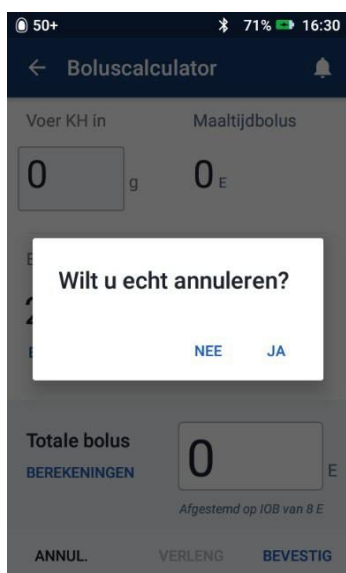 50+ 71% 16:30
Boluscalculator
Voer KH in Maaltijdbolus
0 g 0 E
Wilt u echt annuleren?
NEE JA
Totale bolus
BEREKENINGEN
0 E
Afgestemd op IOB van 8 E
ANNUL. VERLENG BEVESTIG